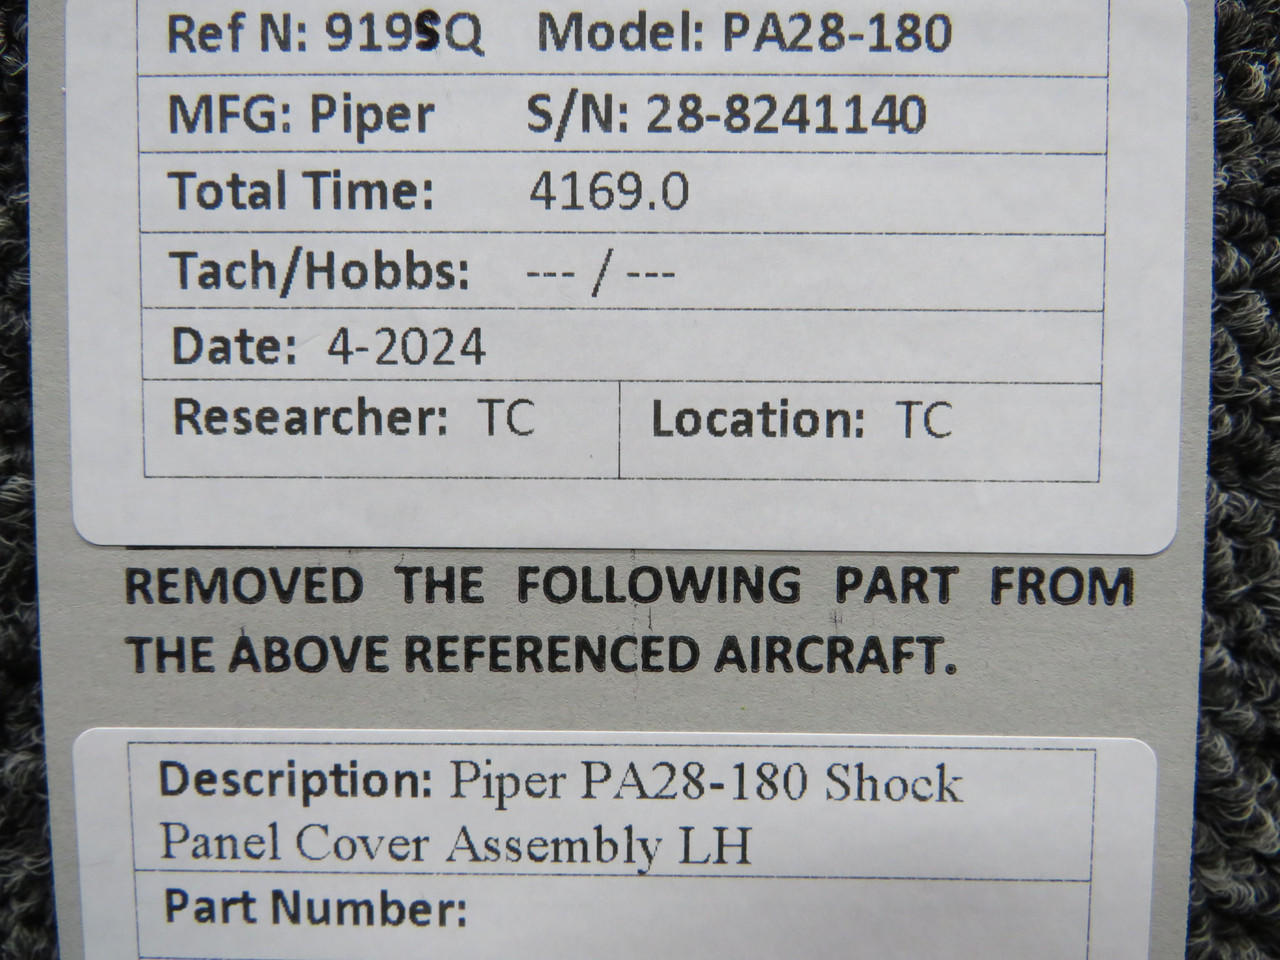 Ref N: 919SQ Model: PA28-180
MFG: Piper S/N: 28-8241140
Total Time: 4169.0
Tach/Hobbs: --- / ---
Date: 4-2024
Researcher: TC Location: TC
REMOVED THE FOLLOWING PART FROM
THE ABOVE REFERENCED AIRCRAFT.
Description: Piper PA28-180 Shock
Panel Cover Assembly LH
Part Number: